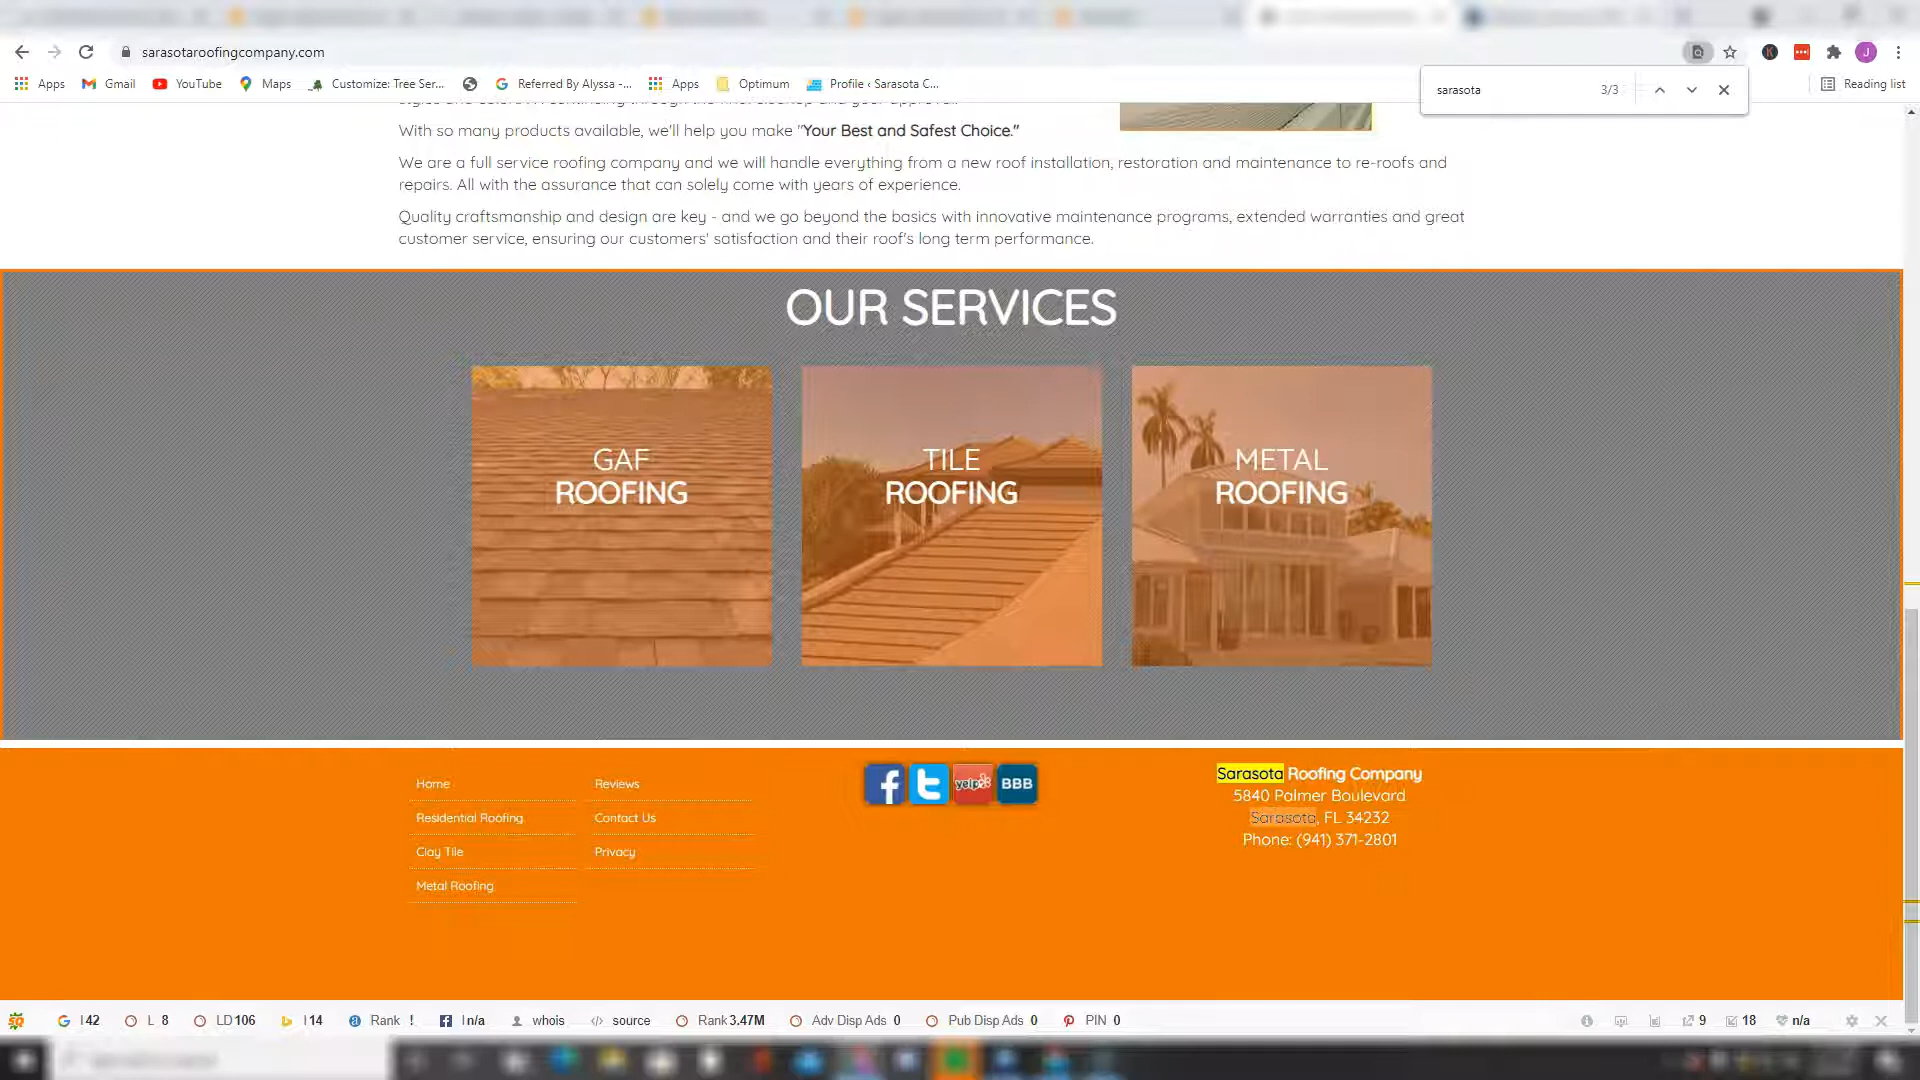 sarasotaroofingcompany.com
Apps Gmail YouTube Maps Customize: Tree Ser... Referred By Alyssa -... Apps Optimum Profile ‹ Sarasota C...
sarasota 3/3
Reading list
With so many products available, we'll help you make "Your Best and Safest Choice."
We are a full service roofing company and we will handle everything from a new roof installation, restoration and maintenance to re-roofs and
repairs. All with the assurance that can solely come with years of experience.
Quality craftsmanship and design are key - and we go beyond the basics with innovative maintenance programs, extended warranties and great
customer service, ensuring our customers' satisfaction and their roof's long term performance.
OUR SERVICES
GAF
ROOFING
TILE
ROOFING
METAL
ROOFING
Home
Residential Roofing
Clay Tile
Metal Roofing
Reviews
Contact Us
Privacy
yelp
BBB
Sarasota Roofing Company
5840 Palmer Boulevard
Sarasota, FL 34232
Phone: (941) 371-2801
I 42 L 8 LD 106 I 14 Rank ! I n/a whois source Rank 3.47M Adv Disp Ads 0 Pub Disp Ads 0 PIN 0 9 18 n/a